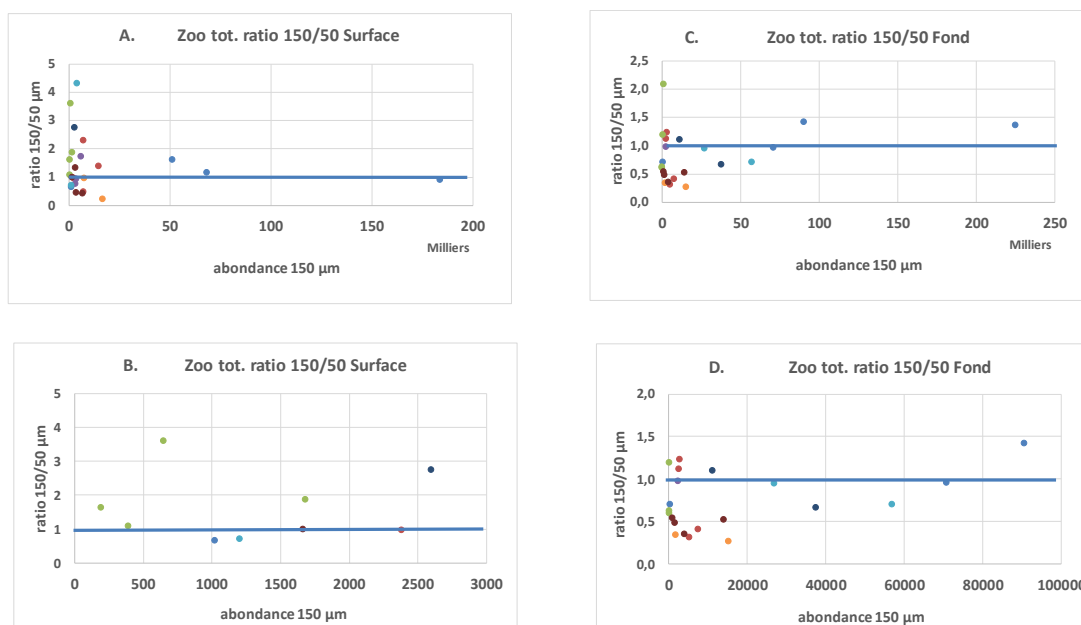 A. Zoo tot. ratio 150/50 Surface
5
4
3
2
1
0
ratio 150/50 µm
0 50 100 150 200
Milliers
abondance 150 µm
C. Zoo tot. ratio 150/50 Fond
2,5
2,0
1,5
1,0
0,5
0,0
ratio 150/50 µm
0 50 100 150 200 250
Milliers
abondance 150 µm
B. Zoo tot. ratio 150/50 Surface
5
4
3
2
1
0
ratio 150/50 µm
0 500 1000 1500 2000 2500 3000
abondance 150 µm
D. Zoo tot. ratio 150/50 Fond
2,0
1,5
1,0
0,5
0,0
ratio 150/50 µm
0 20000 40000 60000 80000 100000
abondance 150 µm